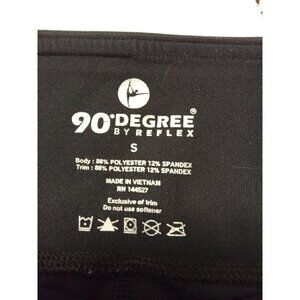 90°DEGREE®
BY REFLEX
S
Body : 88% POLYESTER 12% SPANDEX
Trim : 88% POLYESTER 12% SPANDEX
MADE IN VIETNAM
RN 144527
Exclusive of trim
Do not use softener